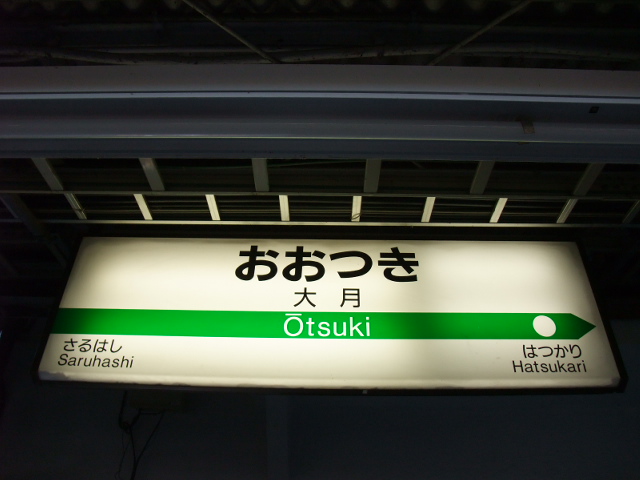 おおつき
大月
Ōtsuki
さるはし
Saruhashi
はつかり
Hatsukari